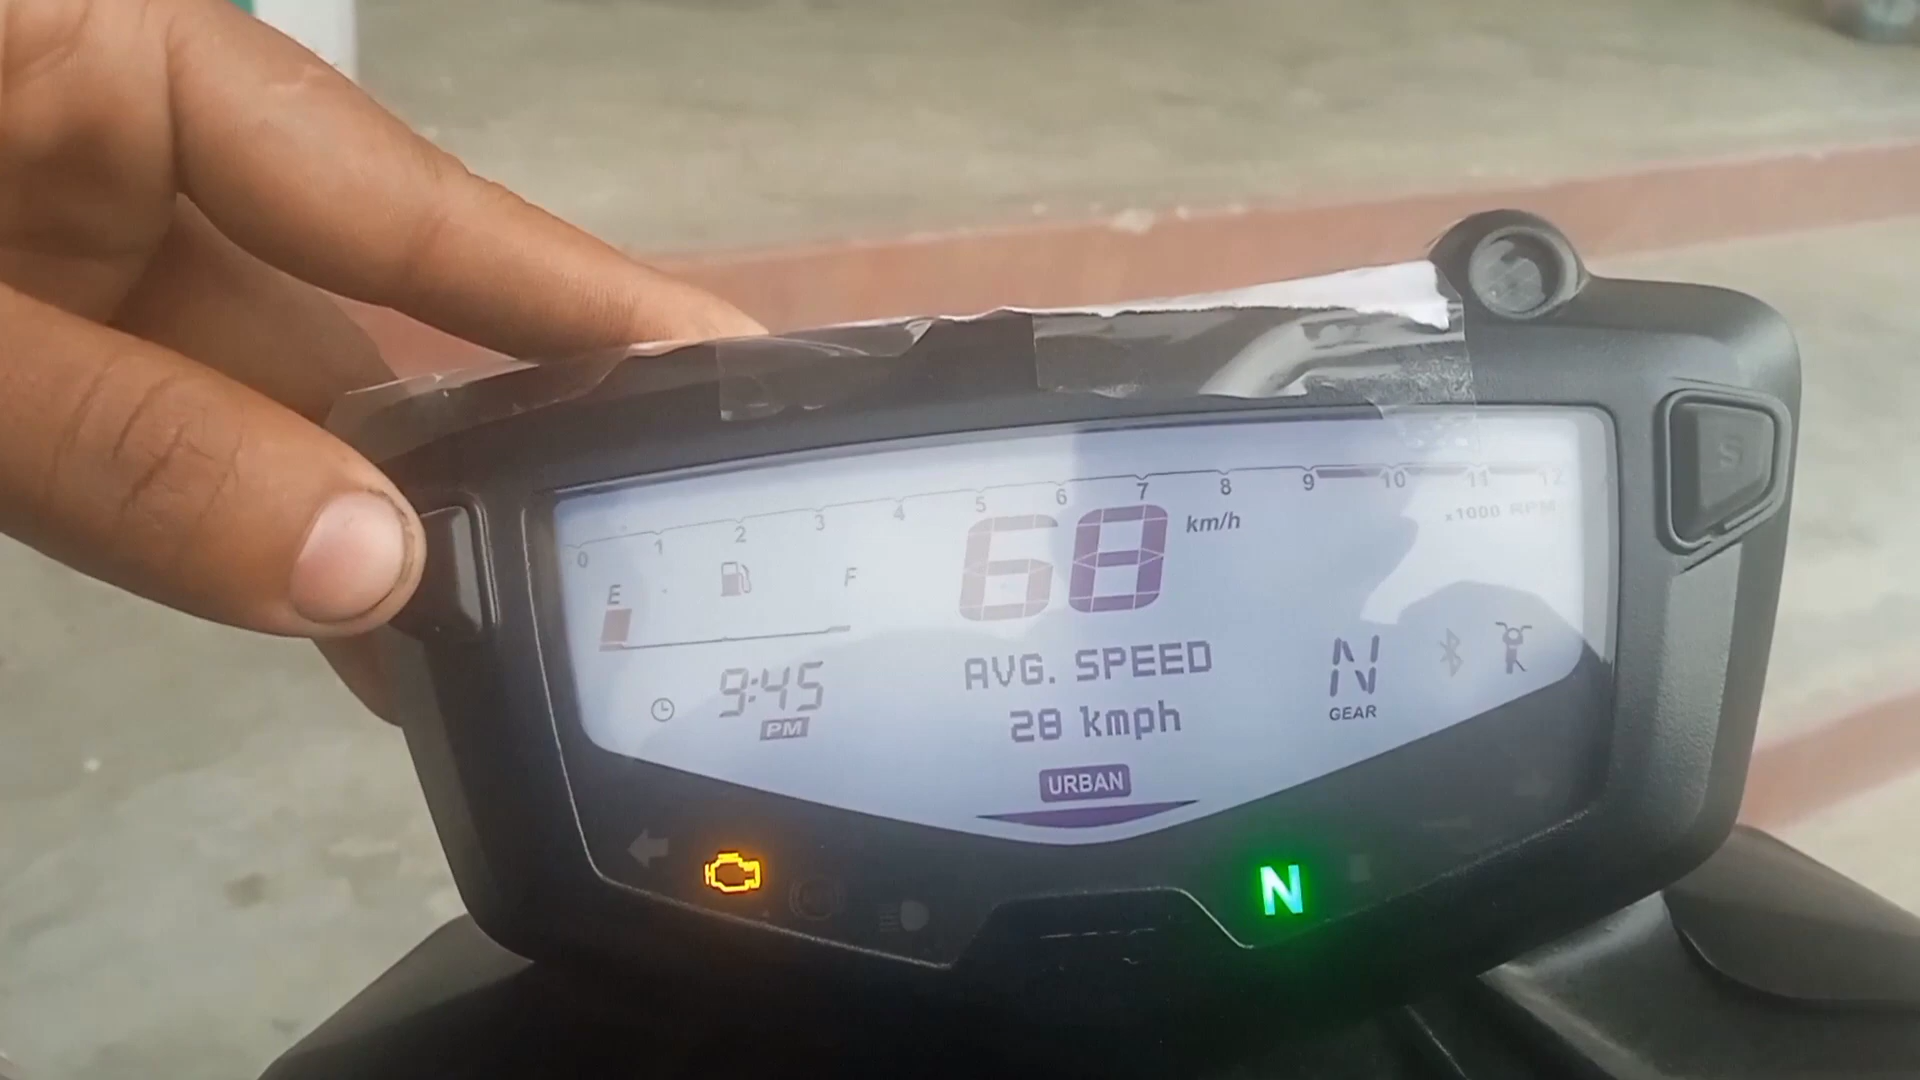 0 1 2 3 4 5 6 7 8 9 10 11 12
x1000 RPM
68 km/h
E F
AVG. SPEED
28 kmph
9:45
PM
N
GEAR
URBAN
N
S